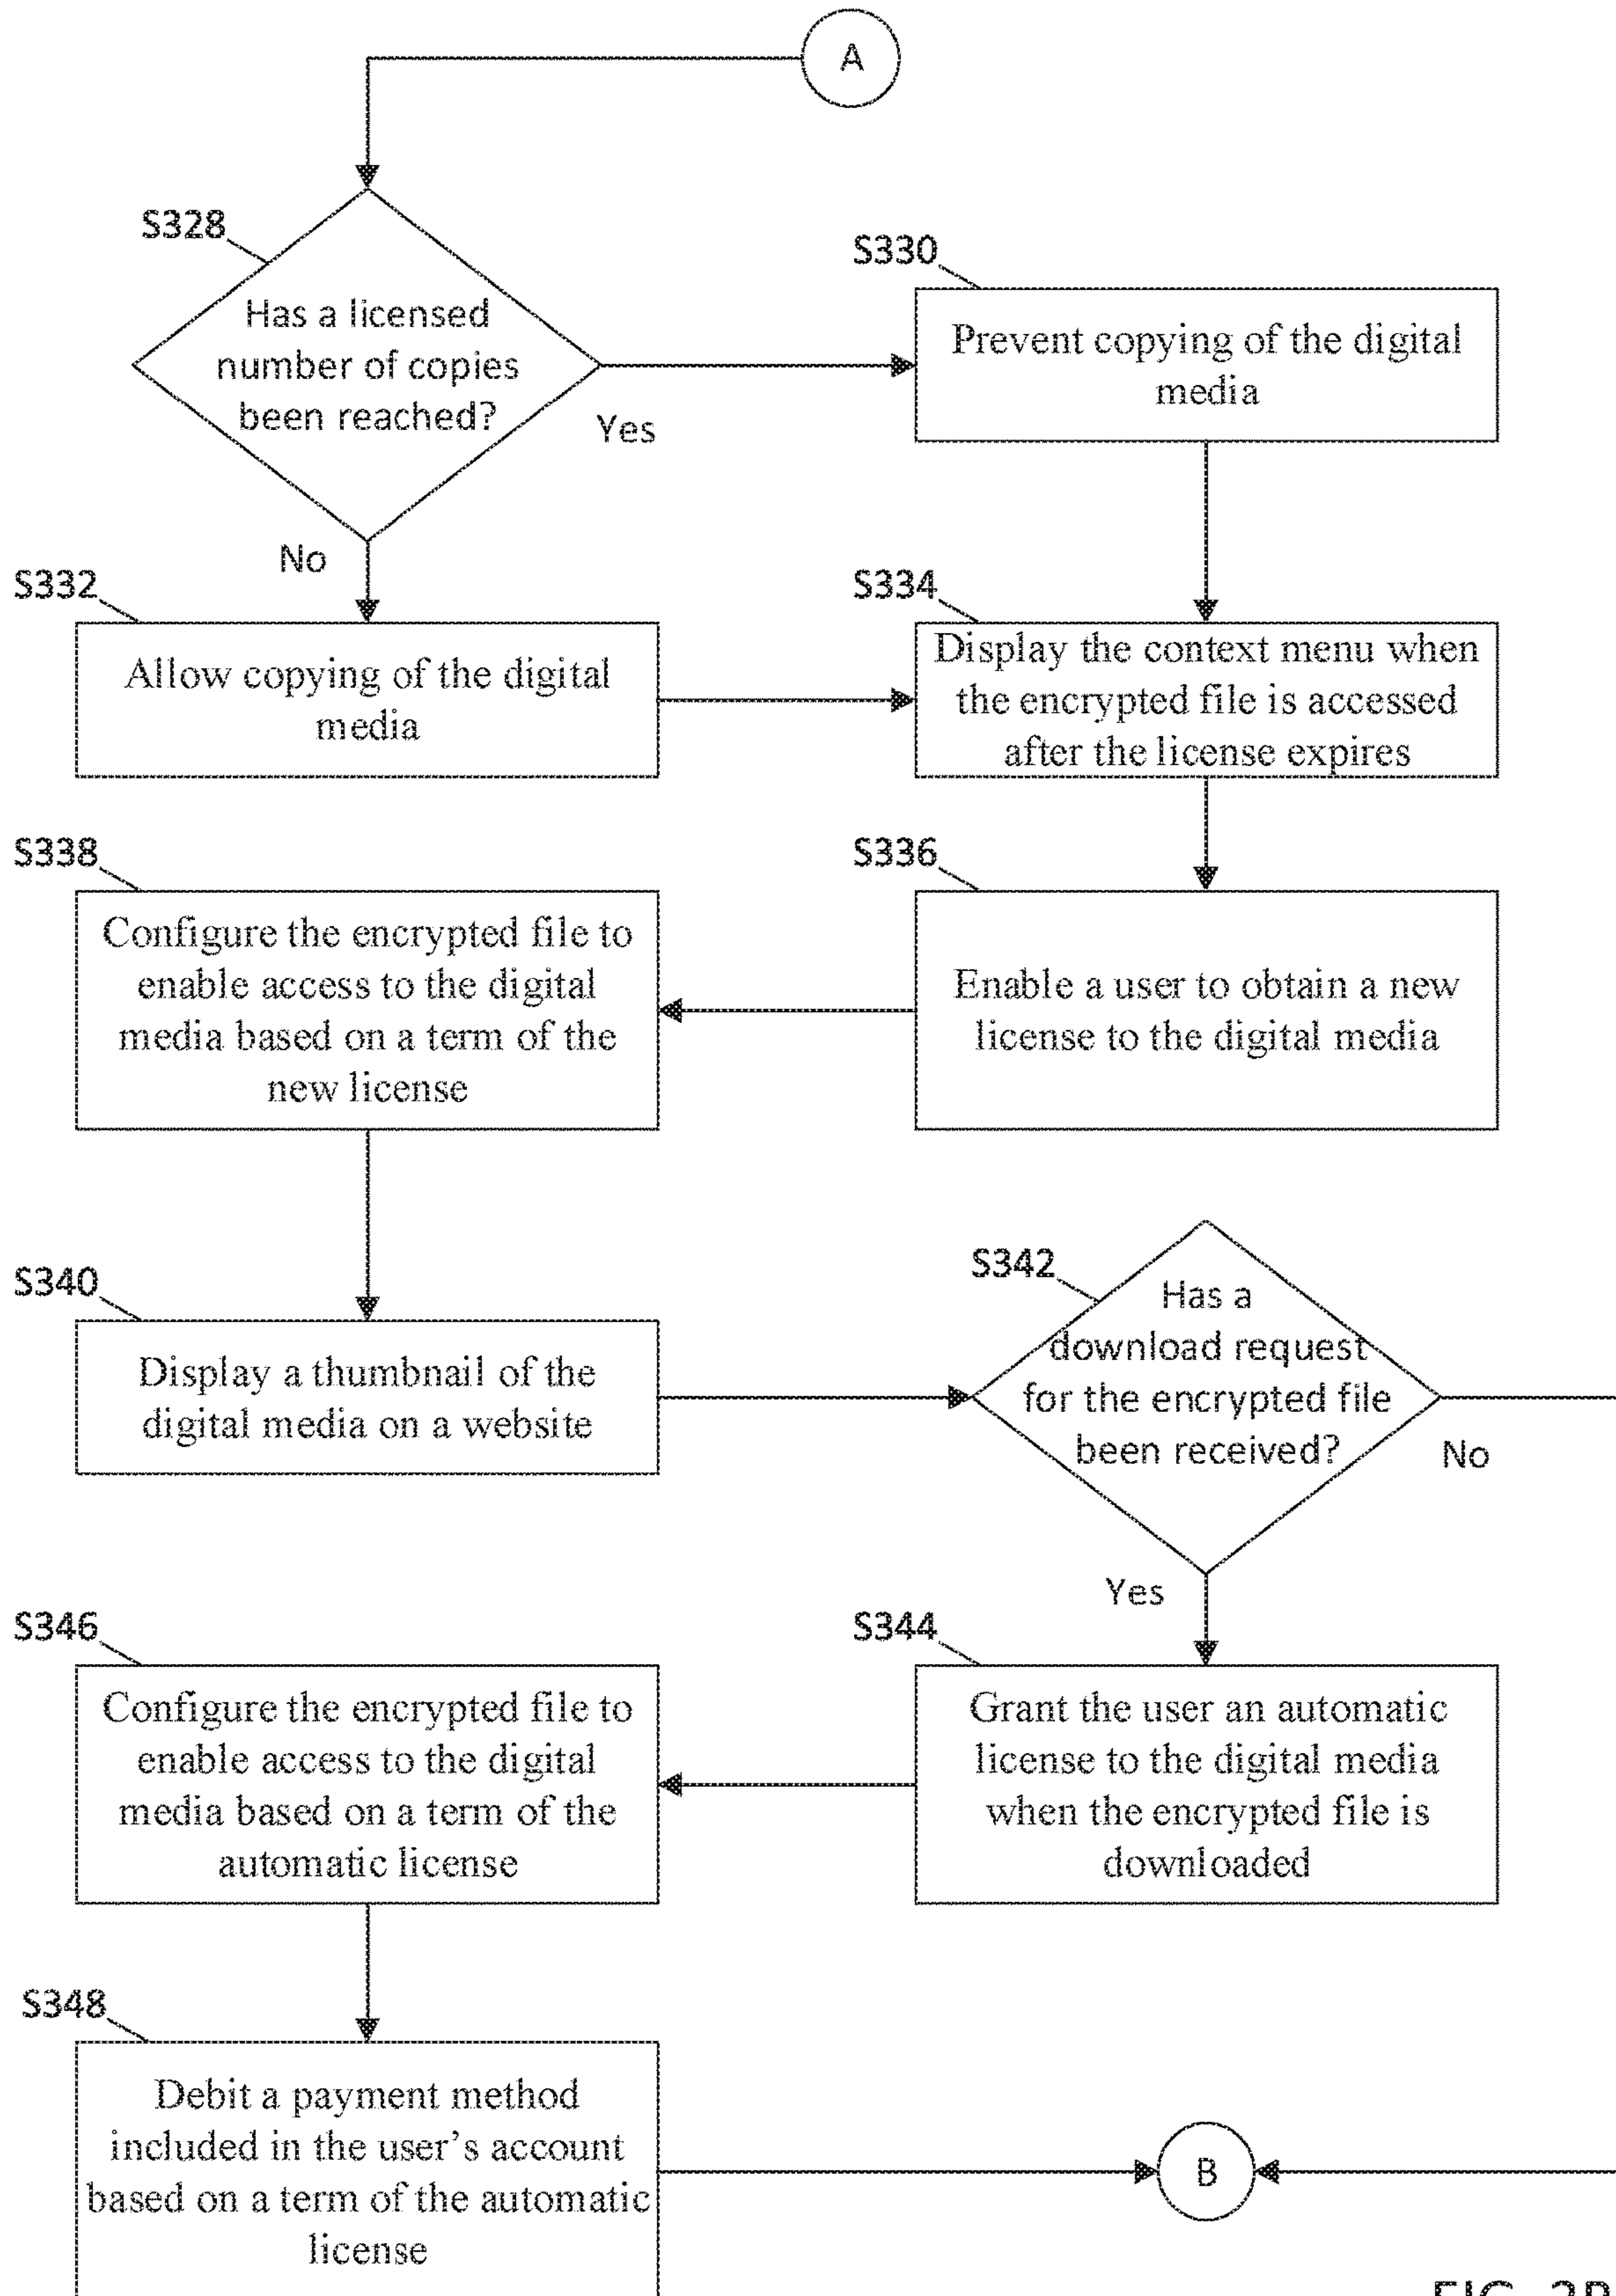 A
S328
Has a licensed
number of copies
been reached?
Yes
No
S330
Prevent copying of the digital
media
S332
Allow copying of the digital
media
S334
Display the context menu when
the encrypted file is accessed
after the license expires
S338
Configure the encrypted file to
enable access to the digital
media based on a term of the
new license
S336
Enable a user to obtain a new
license to the digital media
S340
Display a thumbnail of the
digital media on a website
S342
Has a
download request
for the encrypted file
been received?
No
Yes
S346
Configure the encrypted file to
enable access to the digital
media based on a term of the
automatic license
S344
Grant the user an automatic
license to the digital media
when the encrypted file is
downloaded
S348
Debit a payment method
included in the user's account
based on a term of the automatic
license
B